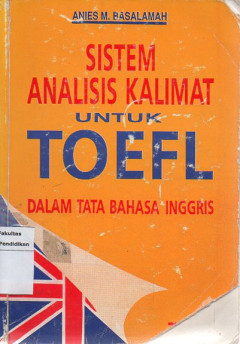 ANIES M. BASALAMAH
SISTEM
ANALISIS KALIMAT
UNTUK
TOEFL
DALAM TATA BAHASA INGGRIS
Fakultas
Pendidikan